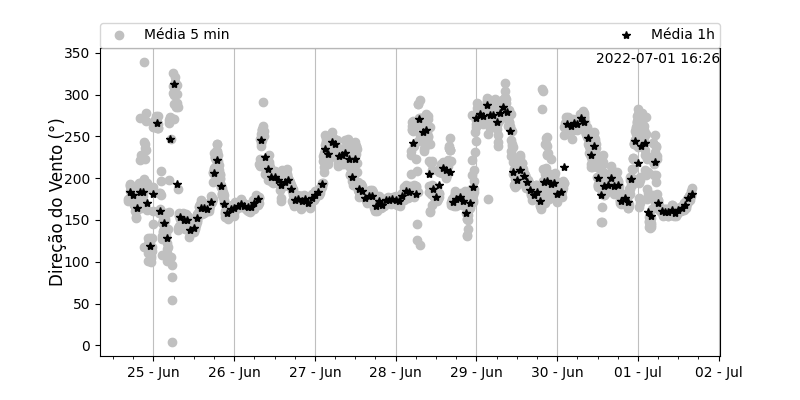 Média 5 min
Média 1h
2022-07-01 16:26
Direção do Vento (°)
350
300
250
200
150
100
50
0
25 - Jun
26 - Jun
27 - Jun
28 - Jun
29 - Jun
30 - Jun
01 - Jul
02 - Jul